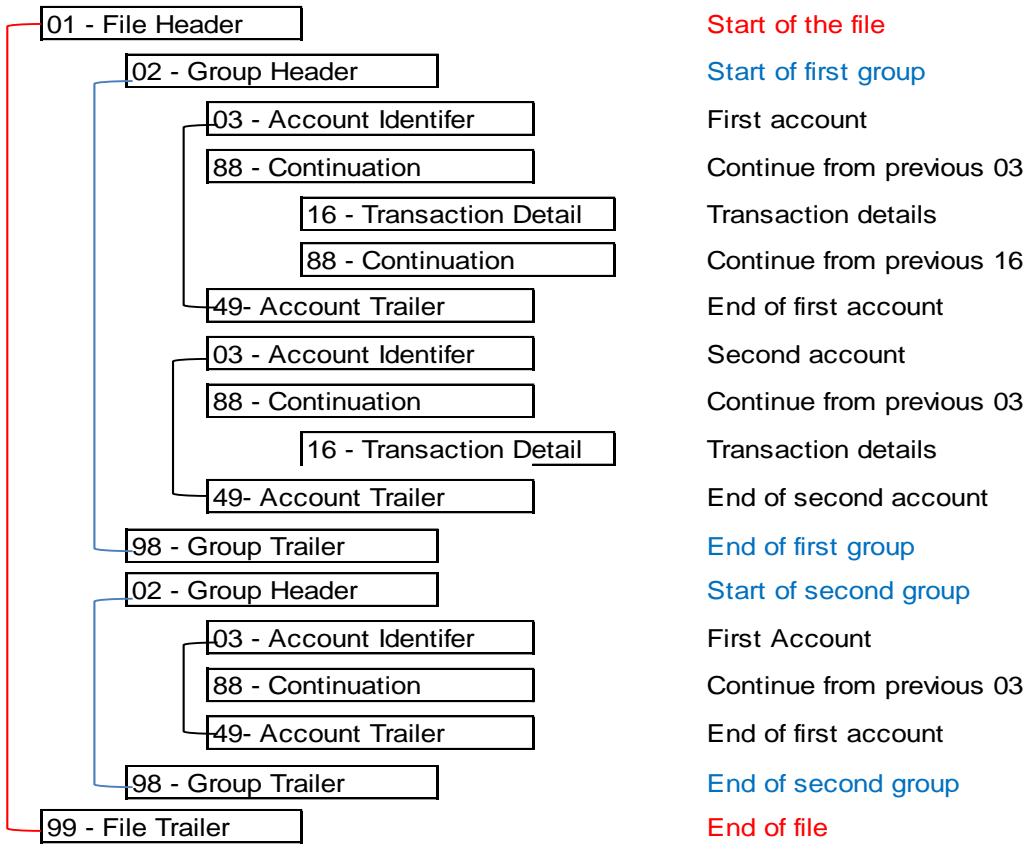 01 - File Header Start of the file
02 - Group Header Start of first group
03 - Account Identifer First account
88 - Continuation Continue from previous 03
16 - Transaction Detail Transaction details
88 - Continuation Continue from previous 16
49- Account Trailer End of first account
03 - Account Identifer Second account
88 - Continuation Continue from previous 03
16 - Transaction Detail Transaction details
49- Account Trailer End of second account
98 - Group Trailer End of first group
02 - Group Header Start of second group
03 - Account Identifer First Account
88 - Continuation Continue from previous 03
49- Account Trailer End of first account
98 - Group Trailer End of second group
99 - File Trailer End of file